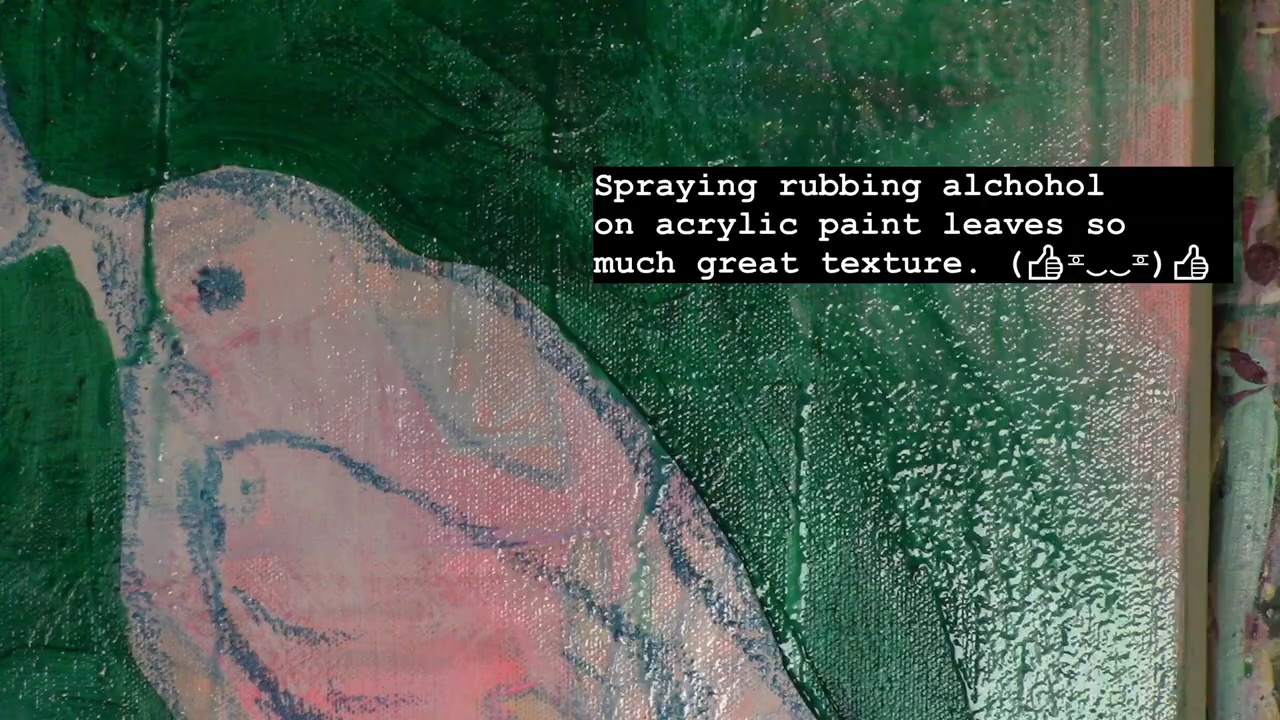 Spraying rubbing alchohol
on acrylic paint leaves so
much great texture. (👍≖‿‿≖)👍